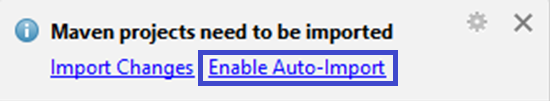 Maven projects need to be imported
Import Changes Enable Auto-Import